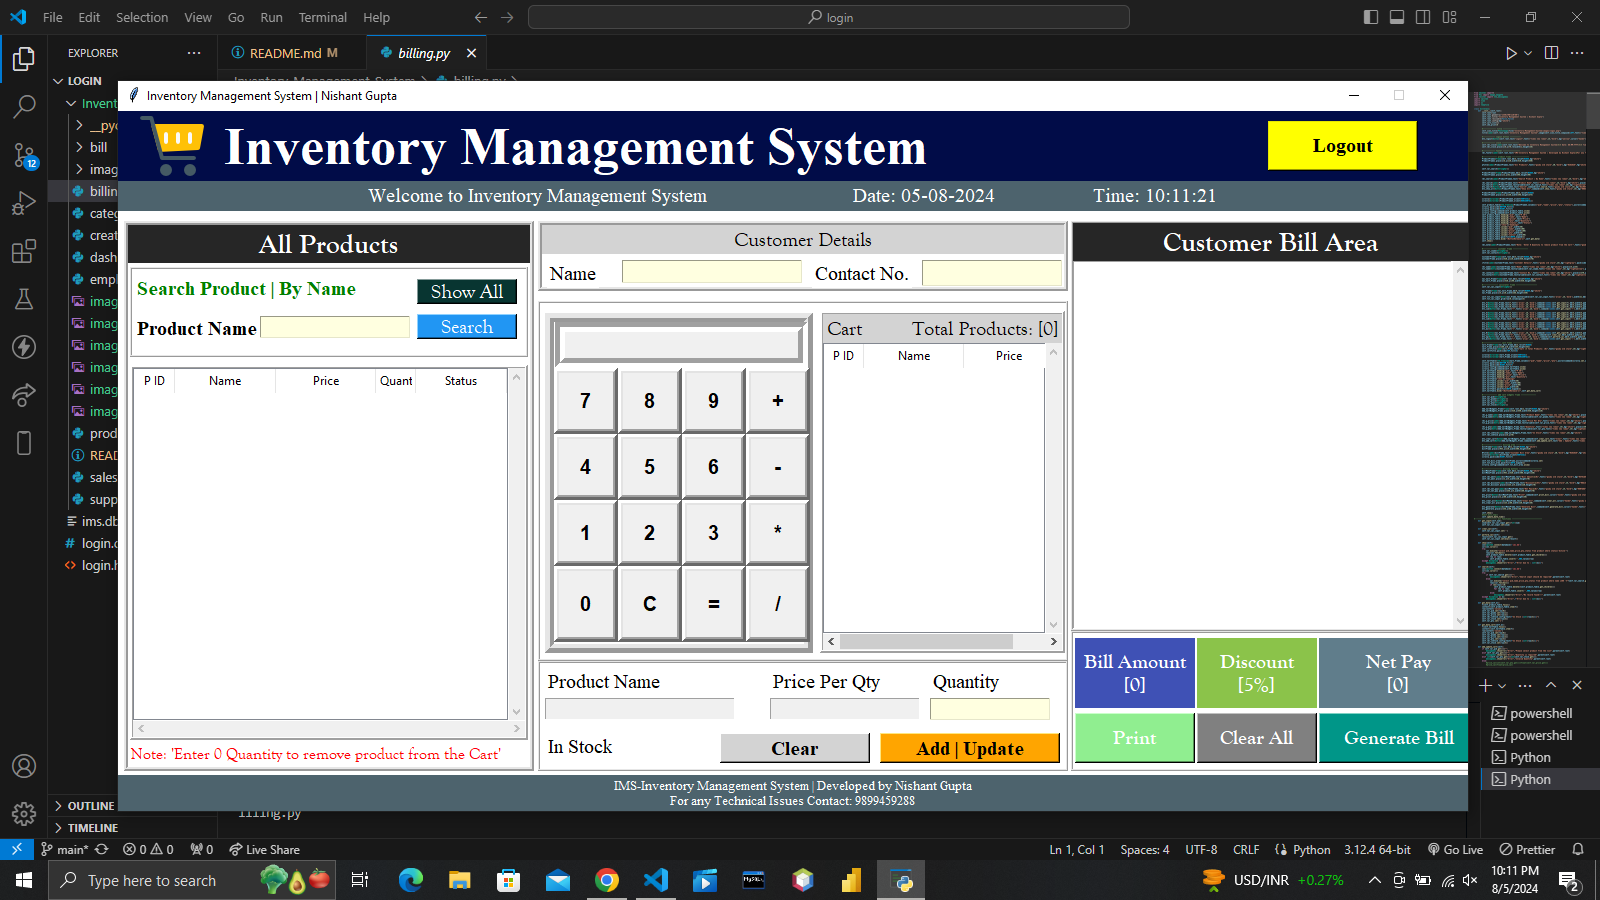 File Edit Selection View Go Run Terminal Help
login
EXPLORER
README.md M
billing.py
LOGIN
Inventory Management System | Nishant Gupta
Inventory Management System
Logout
Welcome to Inventory Management System Date: 05-08-2024 Time: 10:11:21
All Products
Search Product | By Name
Show All
Product Name
Search
P ID Name Price Quant Status
Note: 'Enter 0 Quantity to remove product from the Cart'
Customer Details
Name
Contact No.
7 8 9 +
4 5 6 -
1 2 3 *
0 C = /
Cart Total Products: [0]
P ID Name Price
Product Name Price Per Qty Quantity
In Stock
Clear
Add | Update
Customer Bill Area
Bill Amount
[0]
Discount
[5%]
Net Pay
[0]
Print
Clear All
Generate Bill
IMS-Inventory Management System | Developed by Nishant Gupta
For any Technical Issues Contact: 9899459288
Invent
__pyc
bill
imag
billin
categ
creat
dash
empl
imag
imag
imag
imag
imag
imag
prod
READ
sales
supp
ims.db
login.c
login.h
OUTLINE
TIMELINE
12
powershell
powershell
Python
Python
main* 0 0 0 Live Share
Ln 1, Col 1 Spaces: 4 UTF-8 CRLF Python 3.12.4 64-bit Go Live Prettier
Type here to search
USD/INR +0.27%
10:11 PM
8/5/2024
2